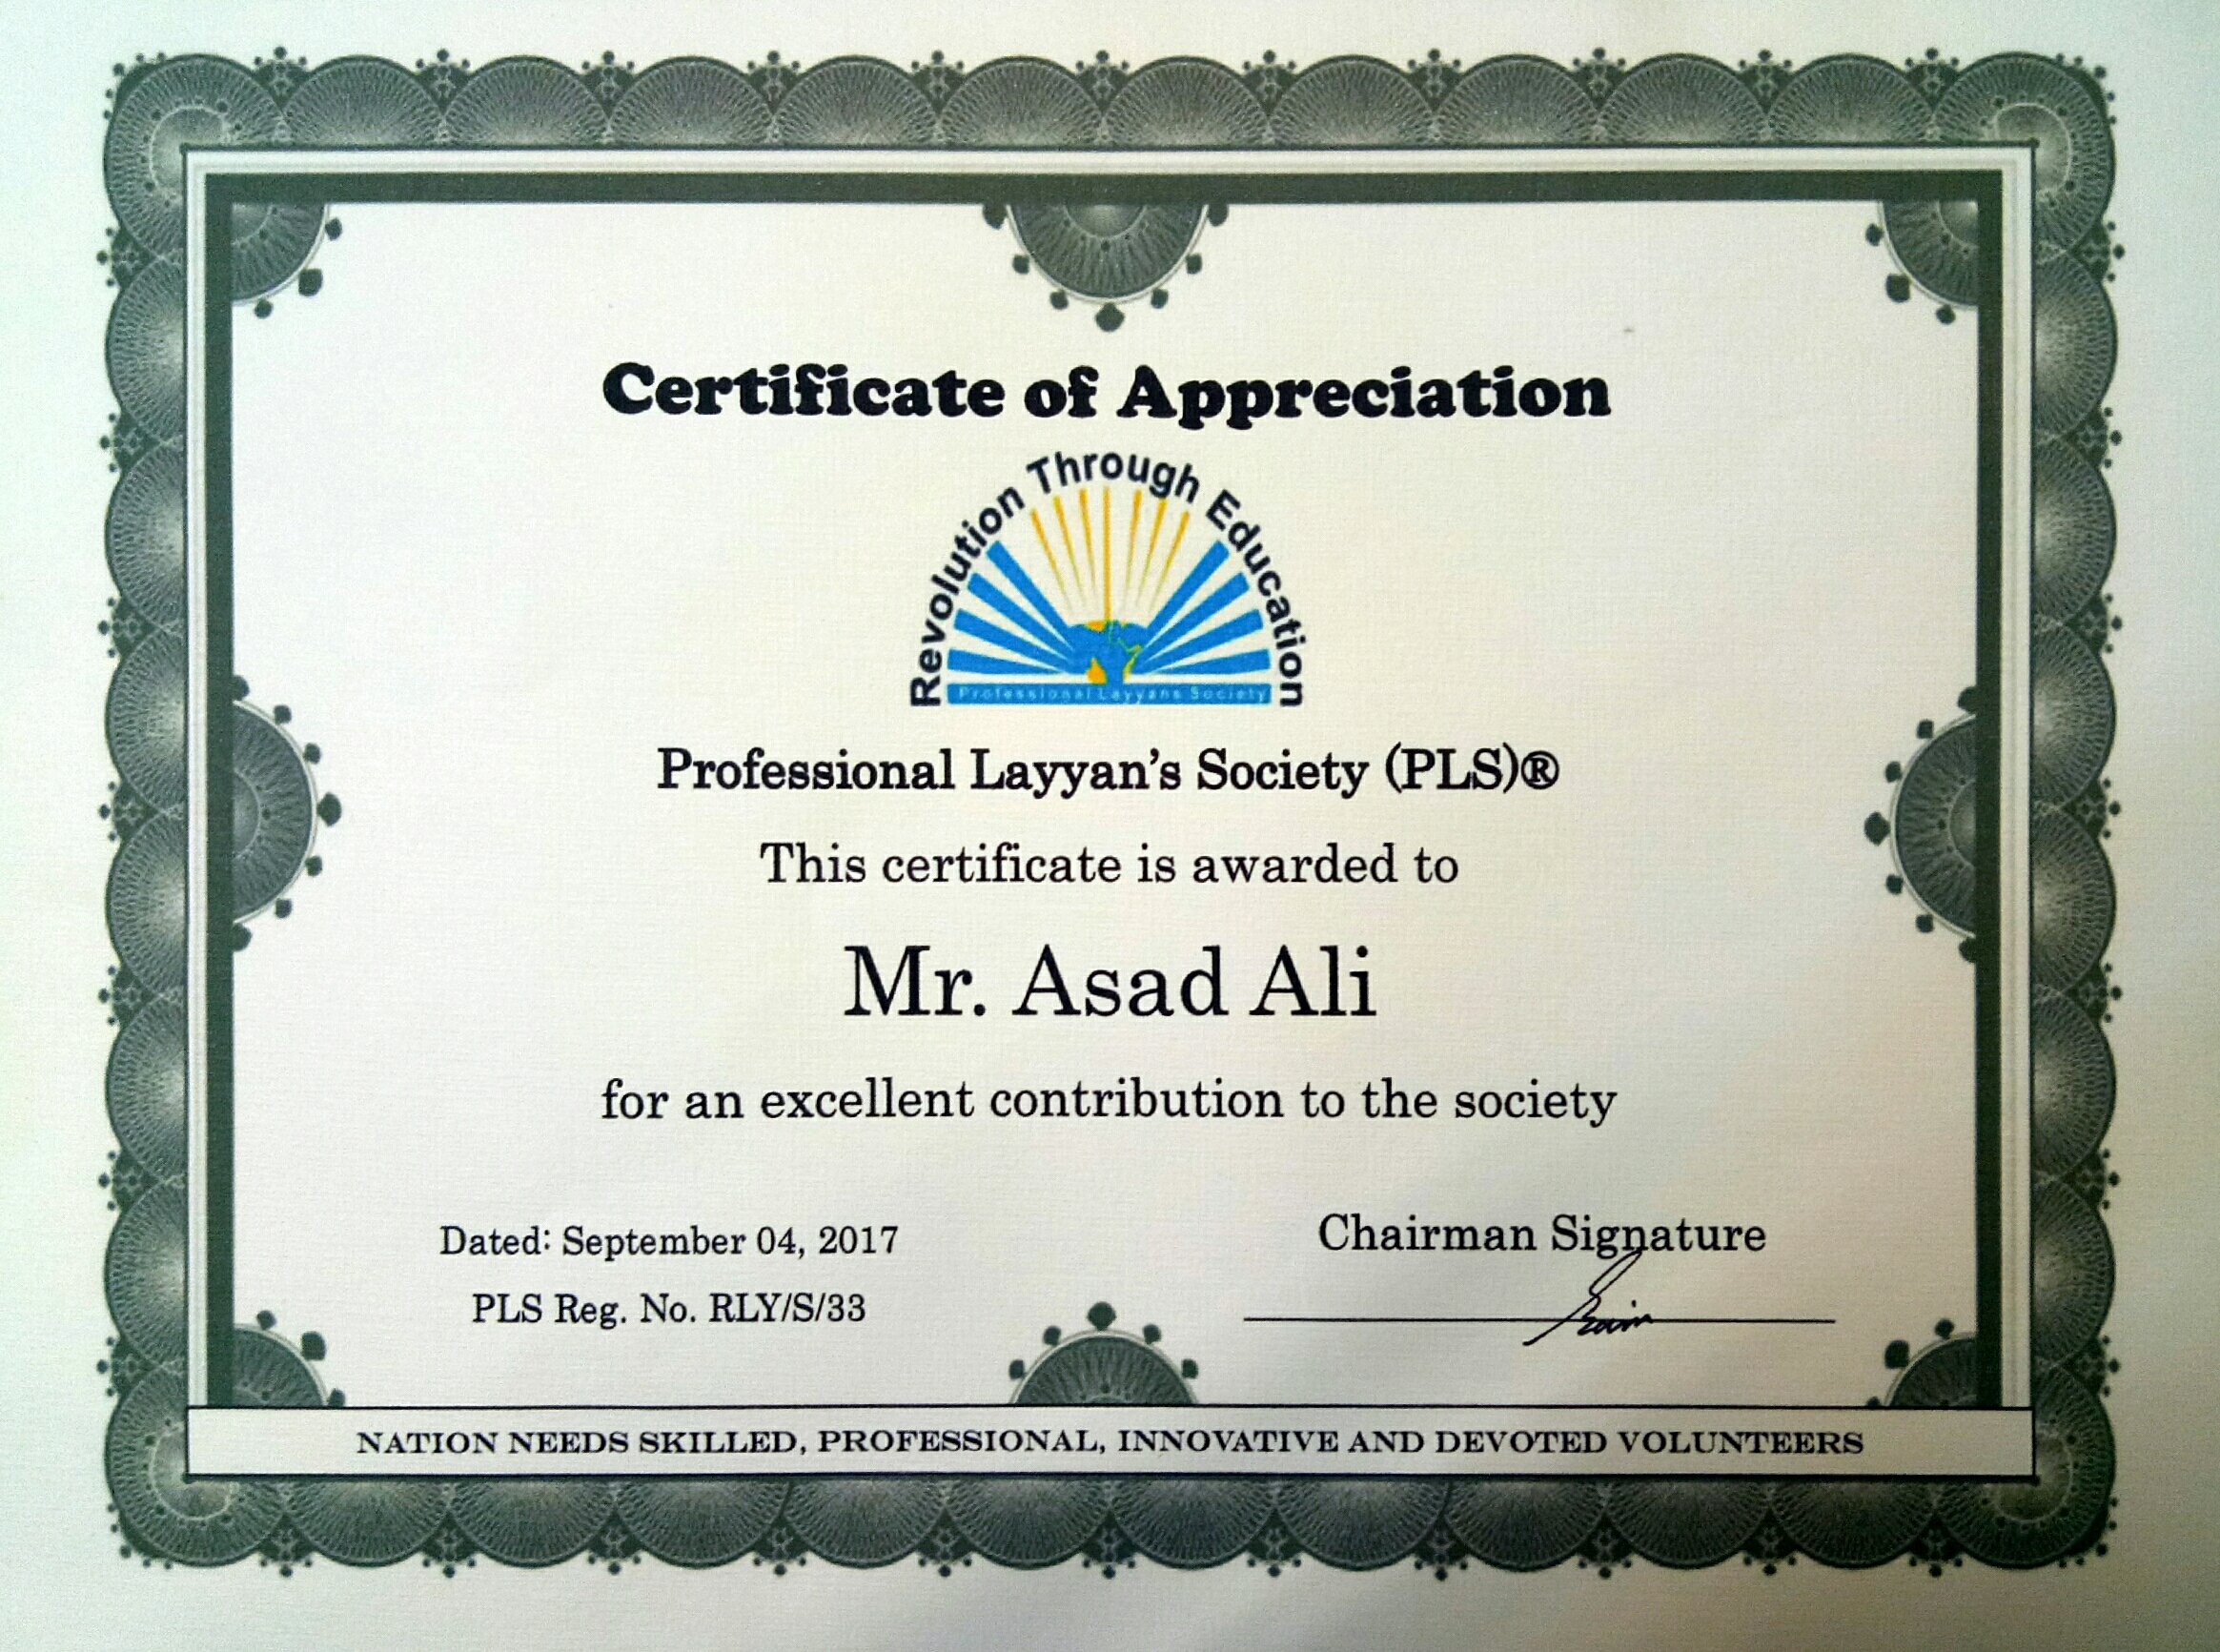 Certificate of Appreciation
Revolution Through Education
Professional Layyans Society
Professional Layyan's Society (PLS)®
This certificate is awarded to
Mr. Asad Ali
for an excellent contribution to the society
Dated: September 04, 2017
Chairman Signature
PLS Reg. No. RLY/S/33
NATION NEEDS SKILLED, PROFESSIONAL, INNOVATIVE AND DEVOTED VOLUNTEERS